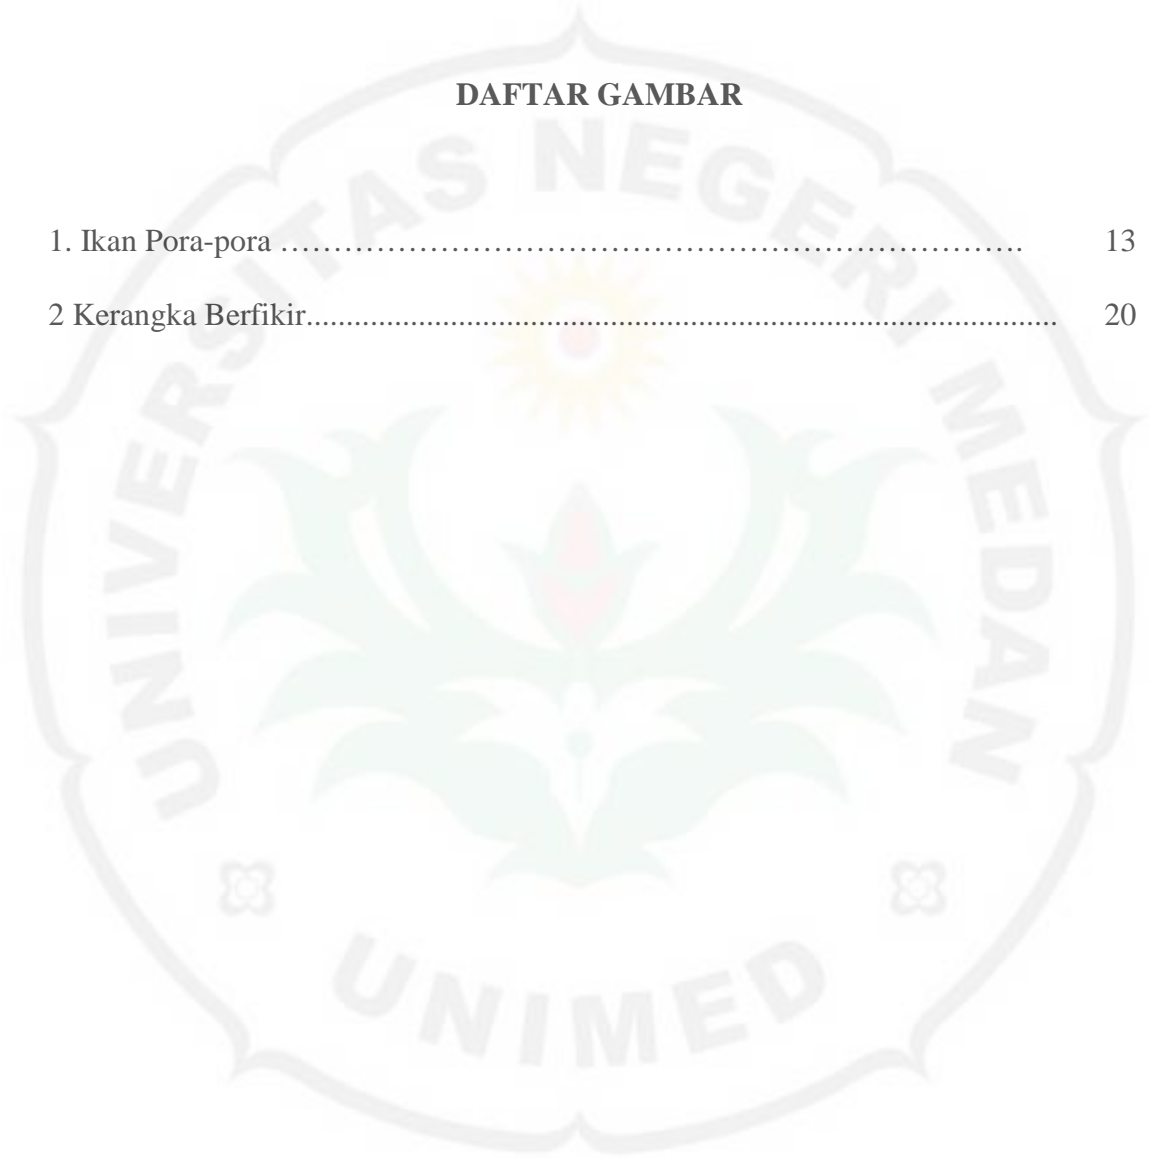 DAFTAR GAMBAR
1. Ikan Pora-pora ………………………………………………………………… 13
2 Kerangka Berfikir............................................................................................... 20
UNIVERSITAS NEGERI MEDAN
UNIMED